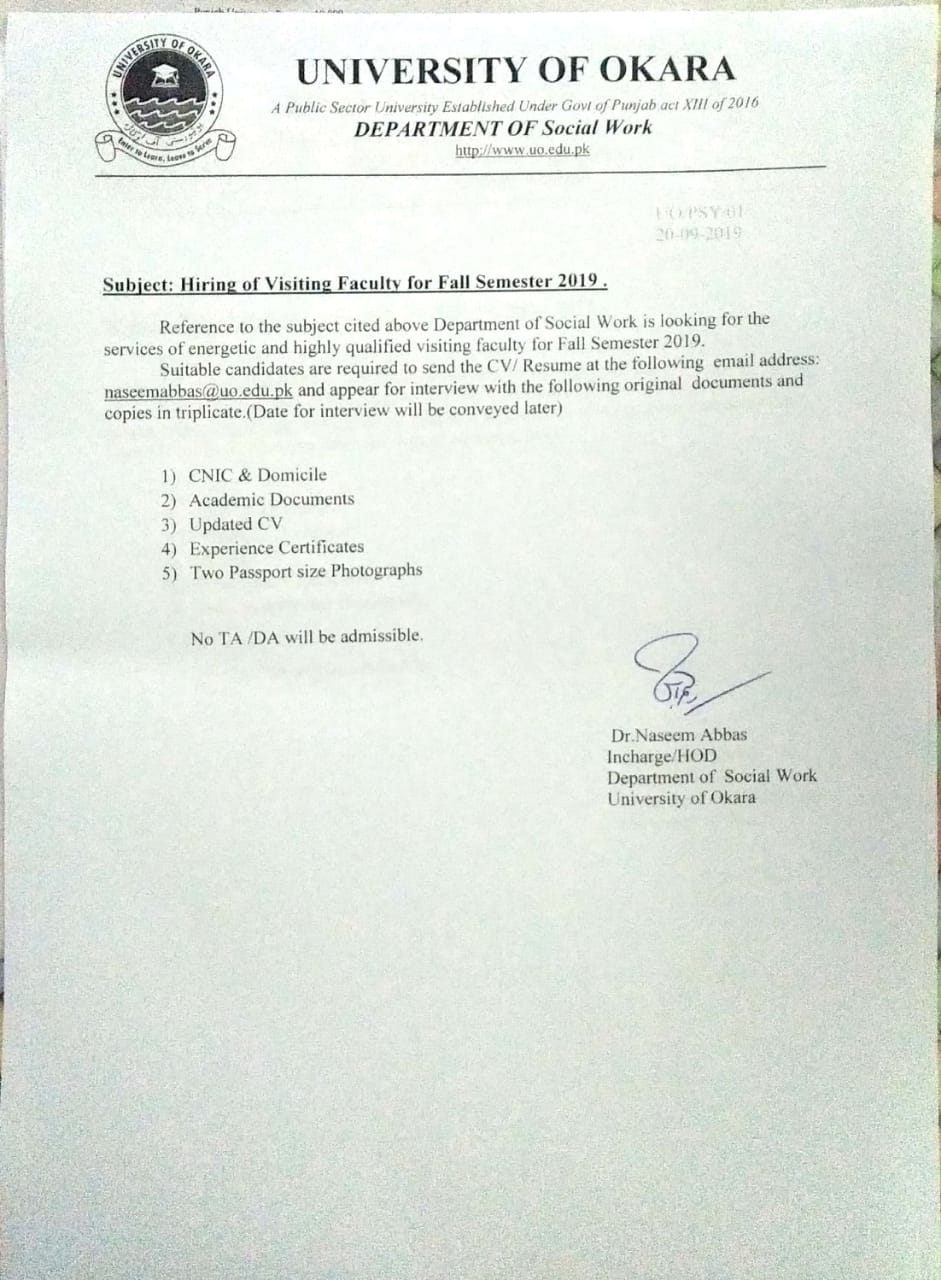 UNIVERSITY OF OKARA
Enter to Learn, Leave to Serve
UNIVERSITY OF OKARA
A Public Sector University Established Under Govt of Punjab act XIII of 2016
DEPARTMENT OF Social Work
http://www.uo.edu.pk
UO/PSY/01
20-09-2019
Subject: Hiring of Visiting Faculty for Fall Semester 2019 .
Reference to the subject cited above Department of Social Work is looking for the
services of energetic and highly qualified visiting faculty for Fall Semester 2019.
Suitable candidates are required to send the CV/ Resume at the following email address:
naseemabbas@uo.edu.pk and appear for interview with the following original documents and
copies in triplicate.(Date for interview will be conveyed later)
1) CNIC & Domicile
2) Academic Documents
3) Updated CV
4) Experience Certificates
5) Two Passport size Photographs
No TA /DA will be admissible.
Dr.Naseem Abbas
Incharge/HOD
Department of Social Work
University of Okara